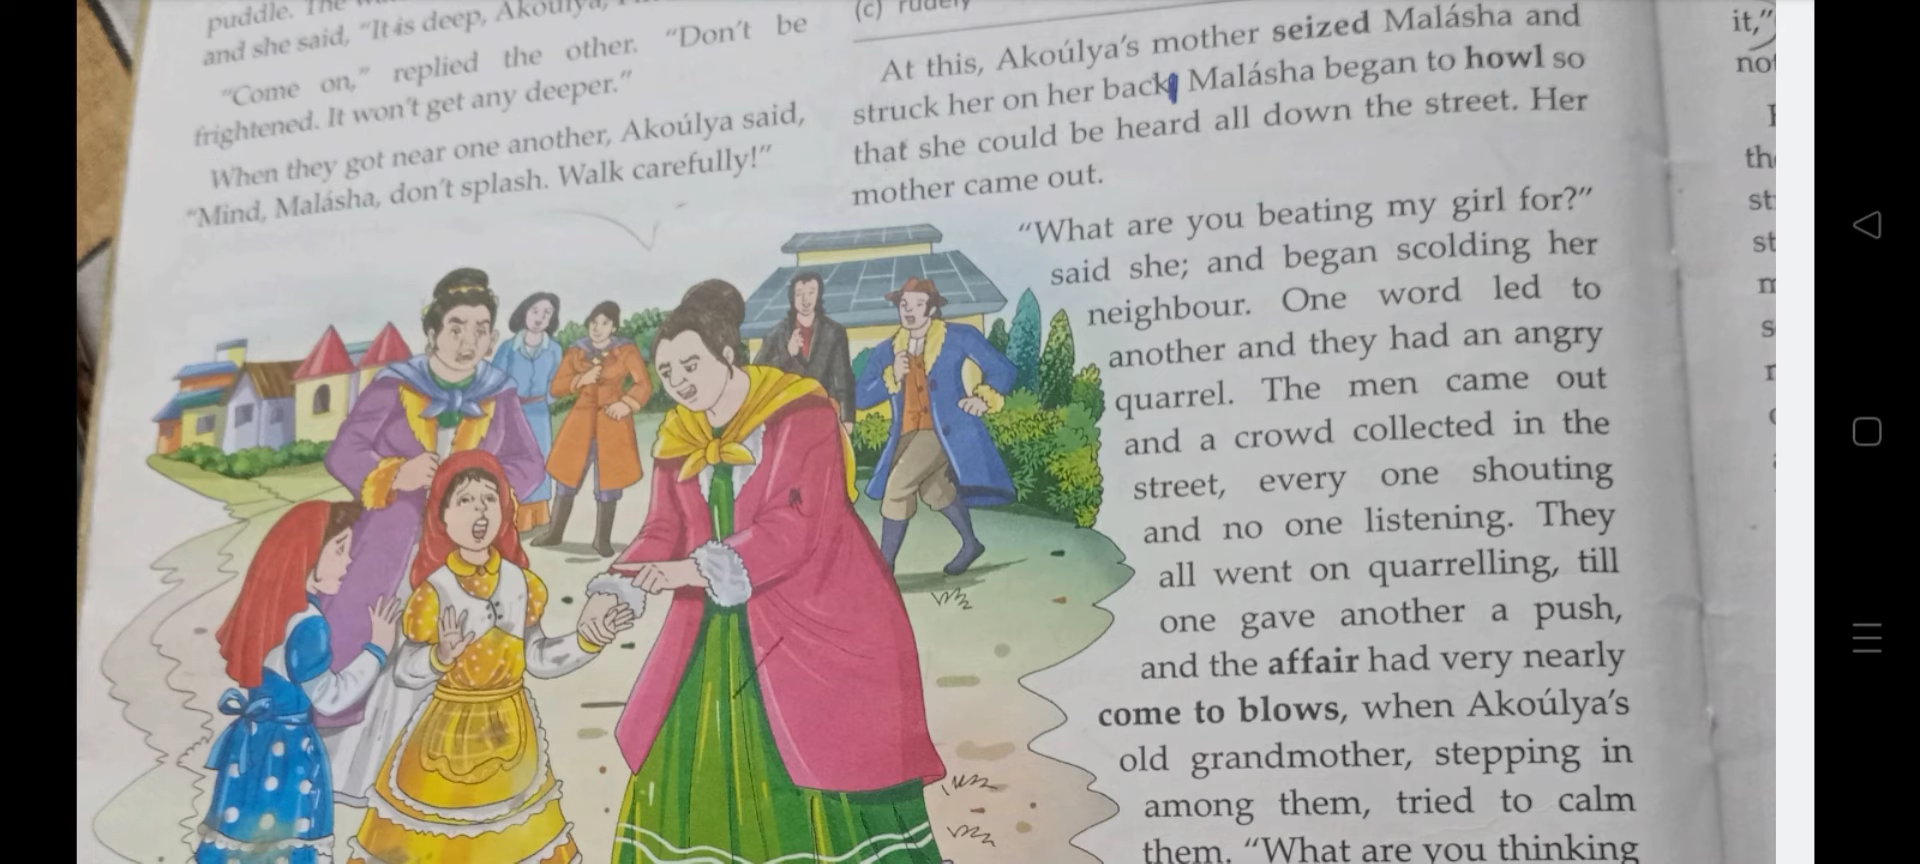 puddle. The
and she said, "It is deep, Akoúlya,
"Come on," replied the other. "Don't be
frightened. It won't get any deeper."
When they got near one another, Akoúlya said,
"Mind, Malásha, don't splash. Walk carefully!"
(c) rudely
At this, Akoúlya's mother seized Malásha and
struck her on her back Malásha began to howl so
that she could be heard all down the street. Her
mother came out.
"What are you beating my girl for?"
said she; and began scolding her
neighbour. One word led to
another and they had an angry
quarrel. The men came out
and a crowd collected in the
street, every one shouting
and no one listening. They
all went on quarrelling, till
one gave another a push,
and the affair had very nearly
come to blows, when Akoúlya's
old grandmother, stepping in
among them, tried to calm
them. "What are you thinking
it,"